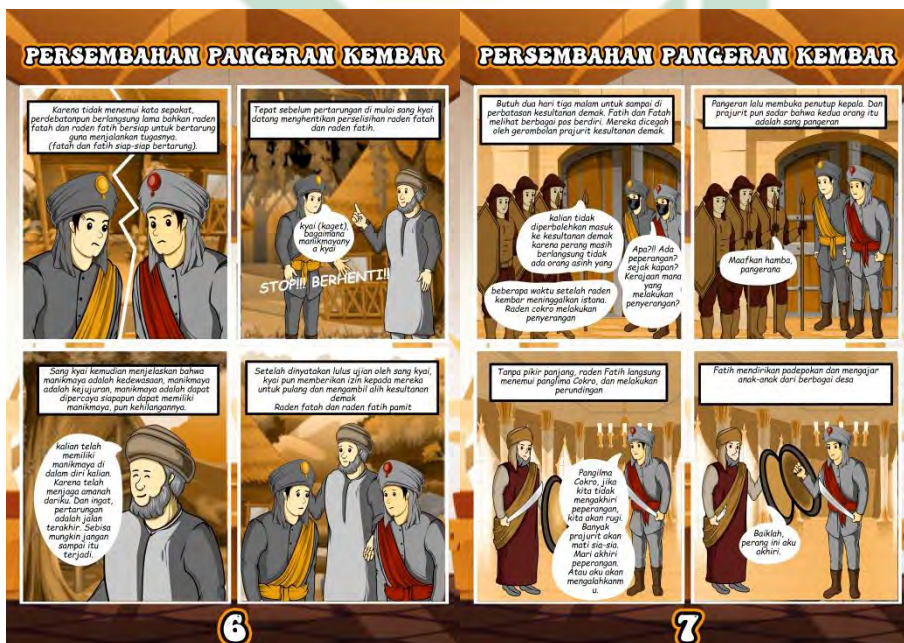 PERSEMBAHAN PANGERAN KEMBAR
Karena tidak menemui kata sepakat,
perdebatanpun berlangsung lama bahkan raden
fatah dan raden fatih bersiap untuk bertarung
guna menjalankan tugasnya.
(fatah dan fatih siap-siap bertarung).
Tepat sebelum pertarungan di mulai sang kyai
datang menghentikan perselisihan raden fatah
dan raden fatih.
kyai (kaget),
bagaimana
manikmayany
a kyai
STOP!!! BERHENTI!!
Sang kyai kemudian menjelaskan bahwa
manikmaya adalah kedewasaan, manikmaya
adalah kejujuran, manikmaya adalah dapat
dipercaya siapapun dapat memiliki
manikmaya, pun kehilangannya.
kalian telah
memiliki
manikmaya di
dalam diri kalian.
Karena telah
menjaga amanah
dariku. Dan ingat,
pertarungan
adalah jalan
terakhir. Sebisa
mungkin jangan
sampai itu
terjadi.
Setelah dinyatakan lulus ujian oleh sang kyai,
kyai pun memberikan izin kepada mereka
untuk pulang dan mengambil alih kesultanan
demak
Raden fatah dan raden fatih pamit
6
PERSEMBAHAN PANGERAN KEMBAR
Butuh dua hari tiga malam untuk sampai di
perbatasan kesultanan demak. Fatih dan Fatah
melihat berbagai pos berdiri. Mereka dicegah
oleh gerombolan prajurit kesultanan demak.
kalian tidak
diperbolehkan masuk
ke kesultanan demak
karena perang masih
berlangsung tidak
ada orang asinh yang
beberapa waktu setelah raden
kembar meninggalkan istana.
Raden cokro melakukan
penyerangan
Apa?!! Ada
peperangan?
sejak kapan?
Kerajaan mana
yang
melakukan
penyerangan?
Pangeran lalu membuka penutup kepala. Dan
prajurit pun sadar bahwa kedua orang itu
adalah sang pangeran
Maafkan hamba,
pangerana
Tanpa pikir panjang, raden Fatih langsung
menemui panglima Cokro, dan melakukan
perundingan
Pangilma
Cokro, jika
kita tidak
mengakhiri
peperangan,
kita akan rugi.
Banyak
prajurit akan
mati sia-sia.
Mari akhiri
peperangan.
Atau aku akan
mengalahkanm
u.
Fatih mendirikan padepokan dan mengajar
anak-anak dari berbagai desa
Baiklah,
perang ini aku
akhiri.
7